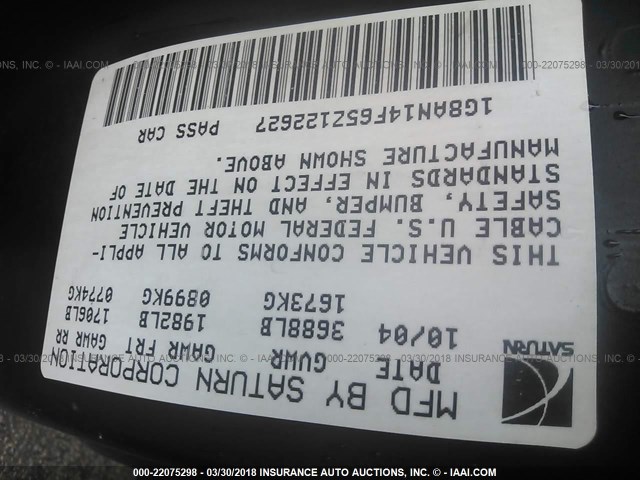 MFD BY SATURN CORPORATION
DATE GVWR GAWR FRT GAWR RR
10/04 3688LB 1982LB 1706LB
1673KG 0899KG 0774KG
SATURN
THIS VEHICLE CONFORMS TO ALL APPLI-
CABLE U.S. FEDERAL MOTOR VEHICLE
SAFETY, BUMPER, AND THEFT PREVENTION
STANDARDS IN EFFECT ON THE DATE OF
MANUFACTURE SHOWN ABOVE.
1G8AN14F65Z122627 PASS CAR
000-22075298 - 03/30/2018 INSURANCE AUTO AUCTIONS, INC. - IAAI.COM